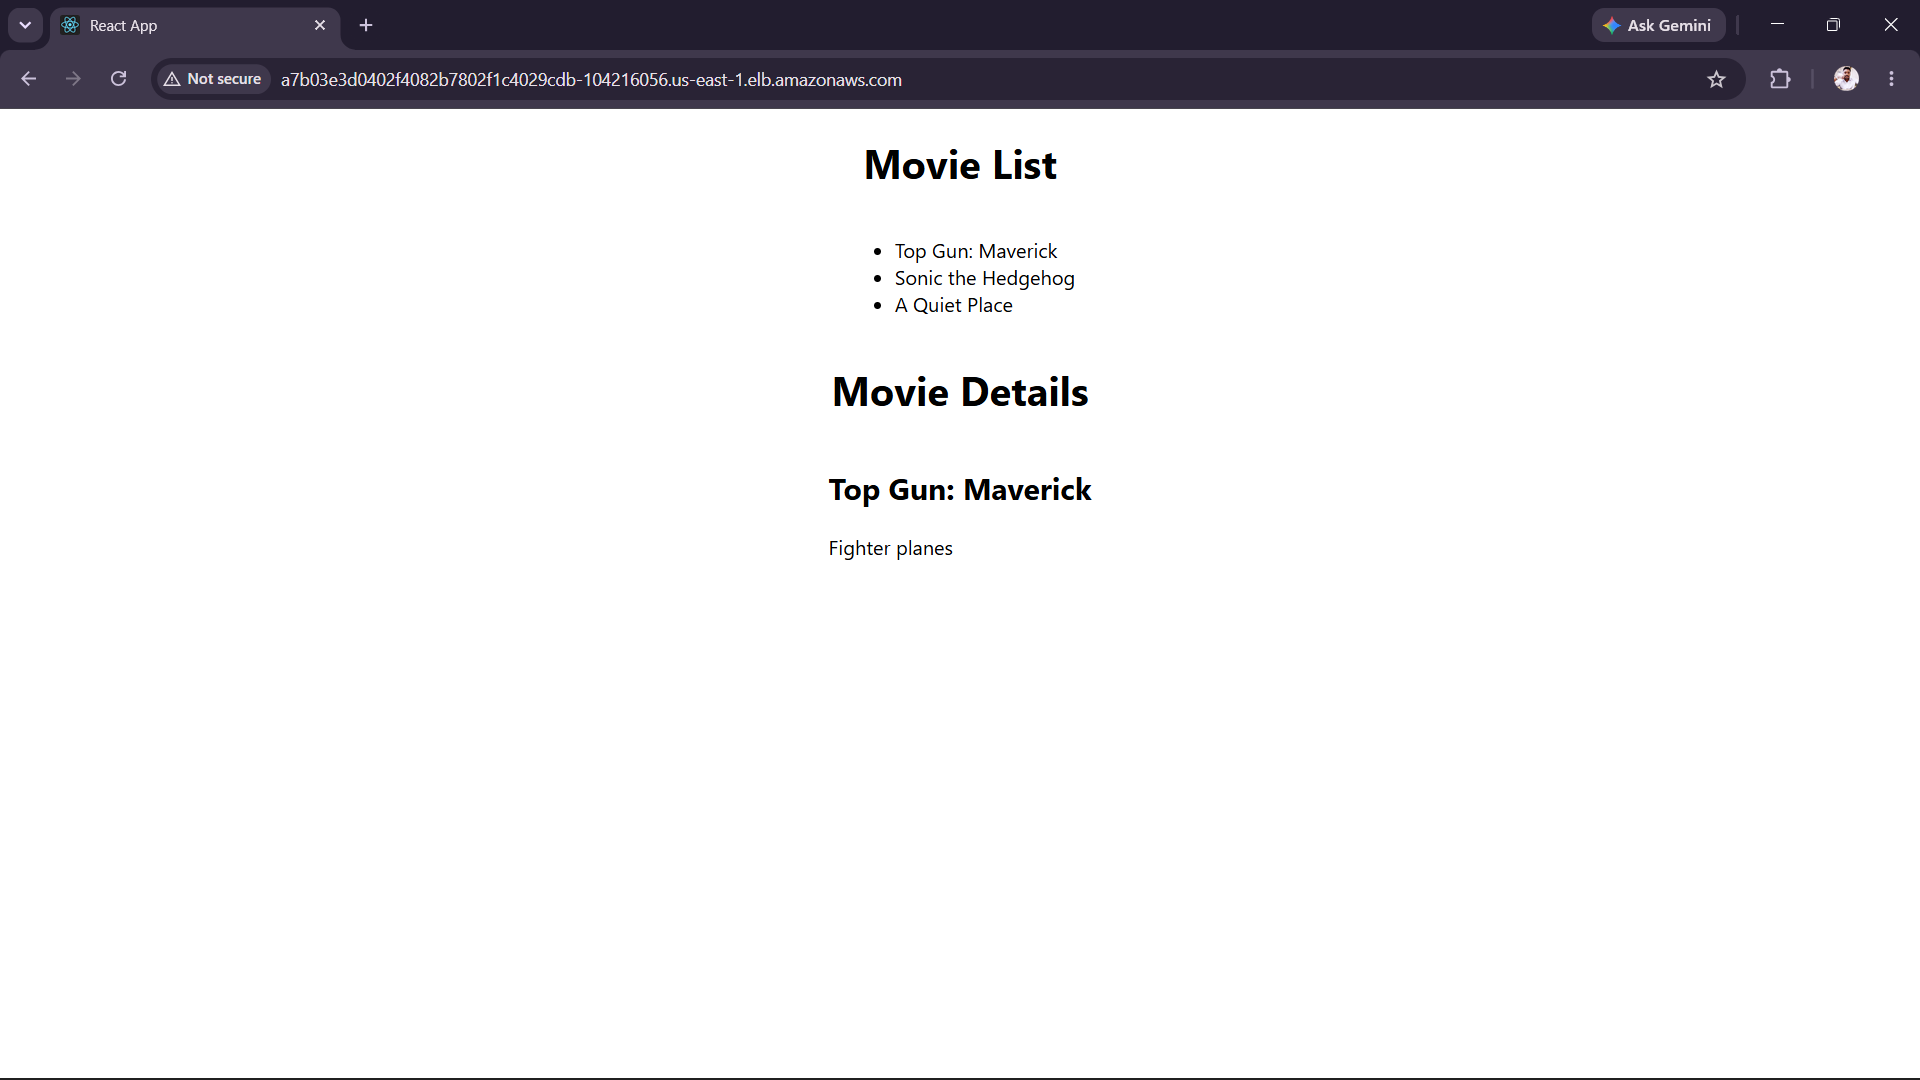 React App
Ask Gemini
Not secure
a7b03e3d0402f4082b7802f1c4029cdb-104216056.us-east-1.elb.amazonaws.com
Movie List
Top Gun: Maverick
Sonic the Hedgehog
A Quiet Place
Movie Details
Top Gun: Maverick
Fighter planes